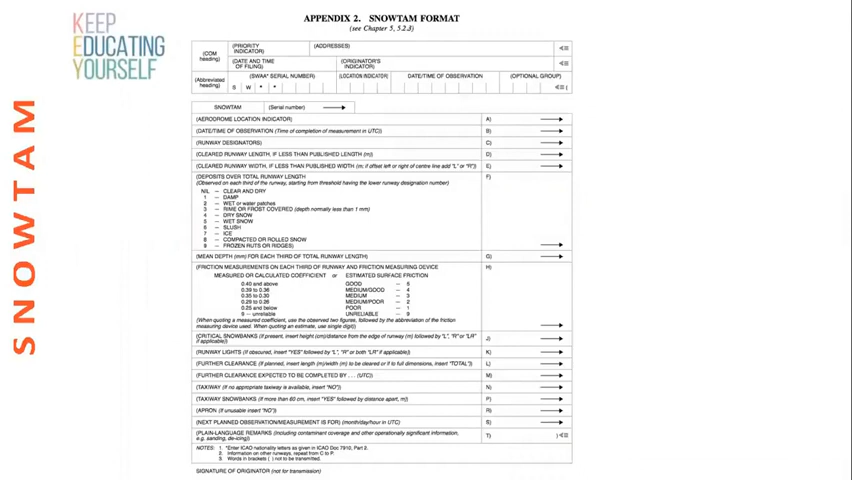 KEEP
EDUCATING
YOURSELF
SNOWTAM
APPENDIX 2. SNOWTAM FORMAT
(see Chapter 5, 5.2.3)
(COM heading)
(PRIORITY INDICATOR)
(ADDRESSES)
(DATE AND TIME OF FILING)
(ORIGINATOR'S INDICATOR)
(Abbreviated heading)
(SWAA* SERIAL NUMBER)
(LOCATION INDICATOR)
DATE/TIME OF OBSERVATION
(OPTIONAL GROUP)
S W * *
SNOWTAM (Serial number)
(AERODROME LOCATION INDICATOR) A)
(DATE/TIME OF OBSERVATION (Time of completion of measurement in UTC)) B)
(RUNWAY DESIGNATORS) C)
(CLEARED RUNWAY LENGTH, IF LESS THAN PUBLISHED LENGTH (m)) D)
(CLEARED RUNWAY WIDTH, IF LESS THAN PUBLISHED WIDTH (m; if offset left or right of centre line add "L" or "R")) E)
(DEPOSITS OVER TOTAL RUNWAY LENGTH F)
(Observed on each third of the runway, starting from threshold having the lower runway designation number)
NIL — CLEAR AND DRY
1 — DAMP
2 — WET or water patches
3 — RIME OR FROST COVERED (depth normally less than 1 mm)
4 — DRY SNOW
5 — WET SNOW
6 — SLUSH
7 — ICE
8 — COMPACTED OR ROLLED SNOW
9 — FROZEN RUTS OR RIDGES)
(MEAN DEPTH (mm) FOR EACH THIRD OF TOTAL RUNWAY LENGTH) G)
(FRICTION MEASUREMENTS ON EACH THIRD OF RUNWAY AND FRICTION MEASURING DEVICE H)
MEASURED OR CALCULATED COEFFICIENT or ESTIMATED SURFACE FRICTION
0.40 and above GOOD — 5
0.39 to 0.36 MEDIUM/GOOD — 4
0.35 to 0.30 MEDIUM — 3
0.29 to 0.26 MEDIUM/POOR — 2
0.25 and below POOR — 1
9 — unreliable UNRELIABLE — 9
(When quoting a measured coefficient, use the observed two figures, followed by the abbreviation of the friction
measuring device used. When quoting an estimate, use single digit))
(CRITICAL SNOWBANKS (If present, insert height (cm)/distance from the edge of runway (m) followed by "L", "R" or "LR"
if applicable)) J)
(RUNWAY LIGHTS (If obscured, insert "YES" followed by "L", "R" or both "LR" if applicable)) K)
(FURTHER CLEARANCE (If planned, insert length (m)/width (m) to be cleared or if to full dimensions, insert "TOTAL")) L)
(FURTHER CLEARANCE EXPECTED TO BE COMPLETED BY . . . (UTC)) M)
(TAXIWAY (If no appropriate taxiway is available, insert "NO")) N)
(TAXIWAY SNOWBANKS (If more than 60 cm, insert "YES" followed by distance apart, m)) P)
(APRON (If unusable insert "NO")) R)
(NEXT PLANNED OBSERVATION/MEASUREMENT IS FOR) (month/day/hour in UTC) S)
(PLAIN-LANGUAGE REMARKS (Including contaminant coverage and other operationally significant information,
e.g. sanding, de-icing)) T) )
NOTES: 1. *Enter ICAO nationality letters as given in ICAO Doc 7910, Part 2.
2. Information on other runways, repeat from C to P.
3. Words in brackets ( ) not to be transmitted.
SIGNATURE OF ORIGINATOR (not for transmission)